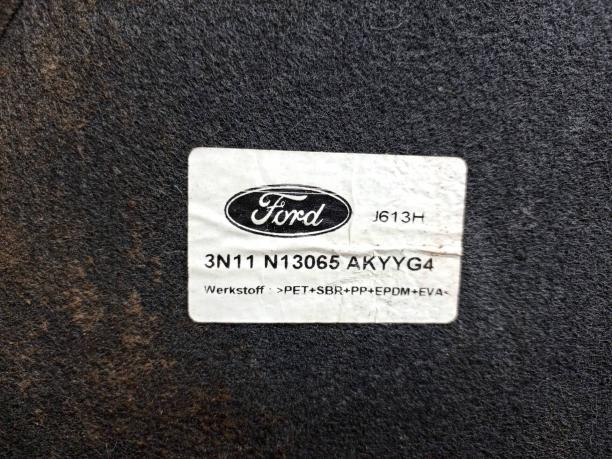 Ford
J613H
3N11 N13065 AKYYG4
Werkstoff : >PET+SBR+PP+EPDM+EVA<